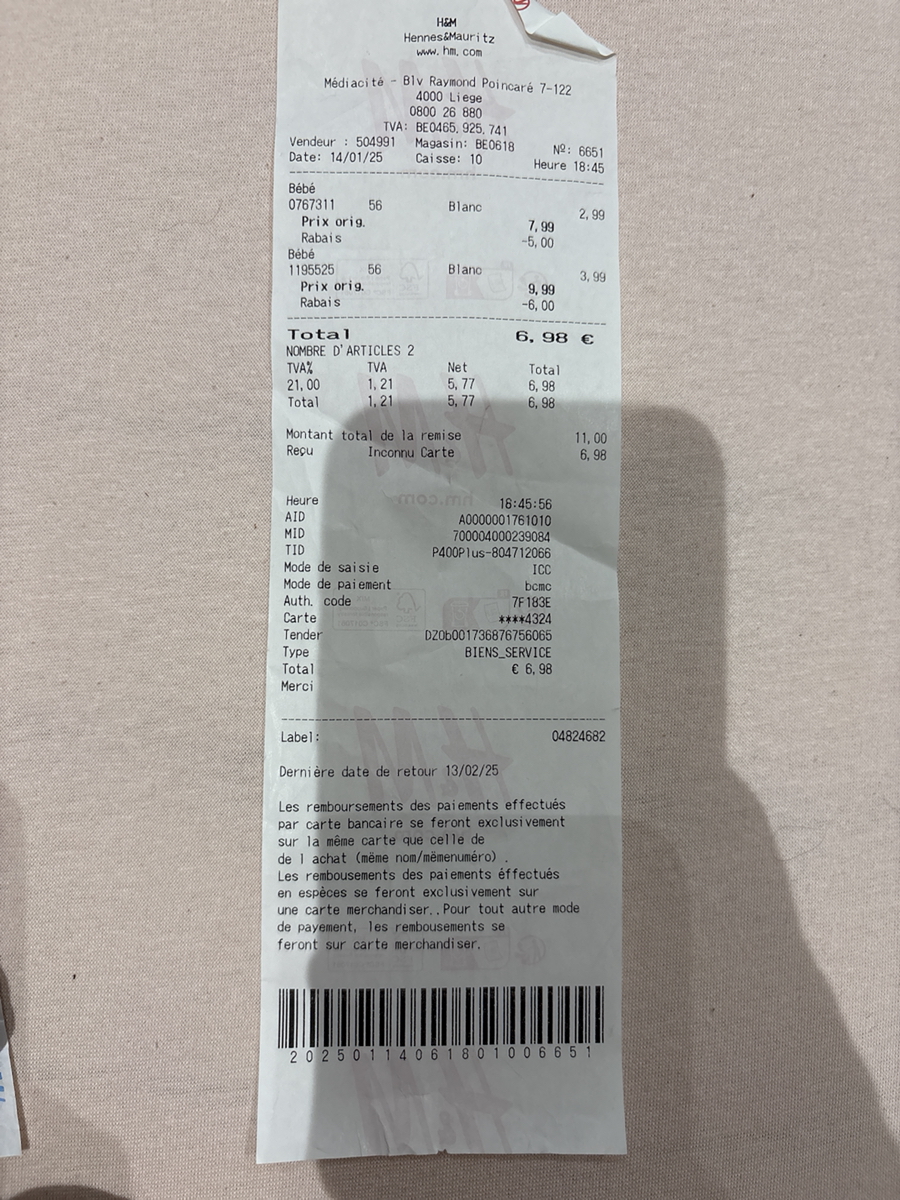 H&M
Hennes&Mauritz
www. hm. com
Médiacité - Blv Raymond Poincaré 7-122
4000 Liege
0800 26 880
TVA: BE0465, 925, 741
Vendeur : 504991 Magasin: BE0618 Nº: 6651
Date: 14/01/25 Caisse: 10 Heure 18:45
Bébé
0767311 56 Blanc 2,99
Prix orig. 7,99
Rabais -5,00
Bébé
1195525 56 Blanc 3,99
Prix orig. 9,99
Rabais -6,00
Total 6,98 €
NOMBRE D'ARTICLES 2
TVA% TVA Net Total
21,00 1,21 5,77 6,98
Total 1,21 5,77 6,98
Montant total de la remise 11,00
Reçu Inconnu Carte 6,98
Heure 18:45:56
AID A0000001761010
MID 700004000239084
TID P400Plus-804712066
Mode de saisie ICC
Mode de paiement bcmc
Auth. code 7F183E
Carte ****4324
Tender DZ0b001736876756065
Type BIENS_SERVICE
Total € 6,98
Merci
Label: 04824682
Dernière date de retour 13/02/25
Les remboursements des paiements effectués
par carte bancaire se feront exclusivement
sur la même carte que celle de
de l achat (même nom/mêmenuméro) .
Les rembousements des paiements éffectués
en espèces se feront exclusivement sur
une carte merchandiser..Pour tout autre mode
de payement, les rembousements se
feront sur carte merchandiser.
20250114061801006651